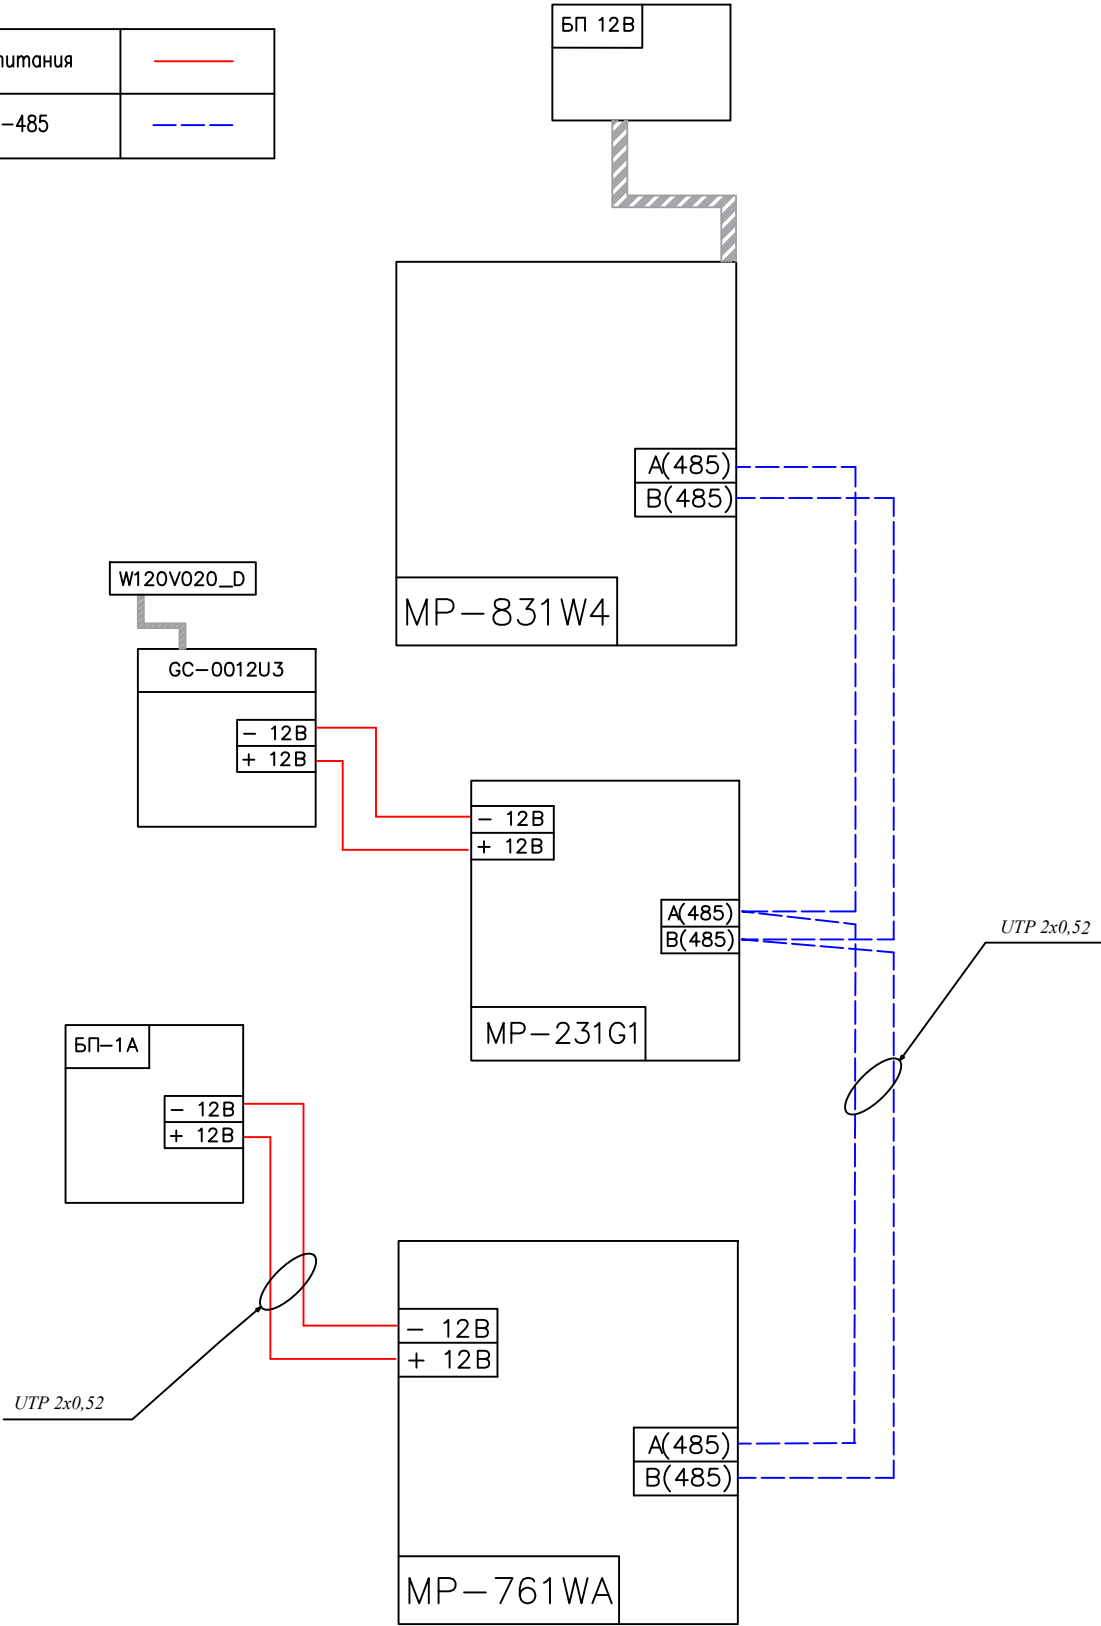 питания
-485
БП 12В
A(485)
B(485)
MP-831W4
W120V020_D
GC-0012U3
- 12В
+ 12В
- 12В
+ 12В
A(485)
B(485)
UTP 2x0,52
MP-231G1
БП-1А
- 12В
+ 12В
- 12В
+ 12В
UTP 2x0,52
A(485)
B(485)
MP-761WA